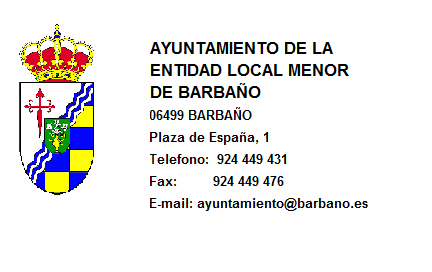 AYUNTAMIENTO DE LA
ENTIDAD LOCAL MENOR
DE BARBAÑO
06499 BARBAÑO
Plaza de España, 1
Telefono: 924 449 431
Fax: 924 449 476
E-mail: ayuntamiento@barbano.es